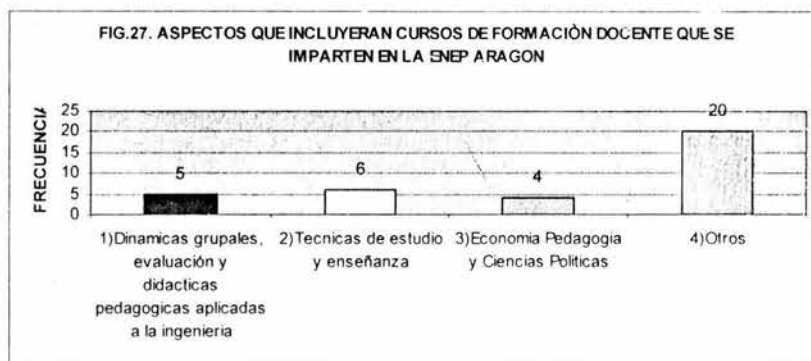 FIG.27. ASPECTOS QUE INCLUYERAN CURSOS DE FORMACIÒN DOCENTE QUE SE
IMPARTEN EN LA ENEP ARAGON
FRECUENCIA
25
20
15
10
5
0
5
6
4
20
1)Dinamicas grupales,
evaluación y
didacticas
pedagogicas aplicadas
a la ingenieria
2)Tecnicas de estudio
y enseñanza
3)Economia Pedagogia
y Ciencias Politicas
4)Otros